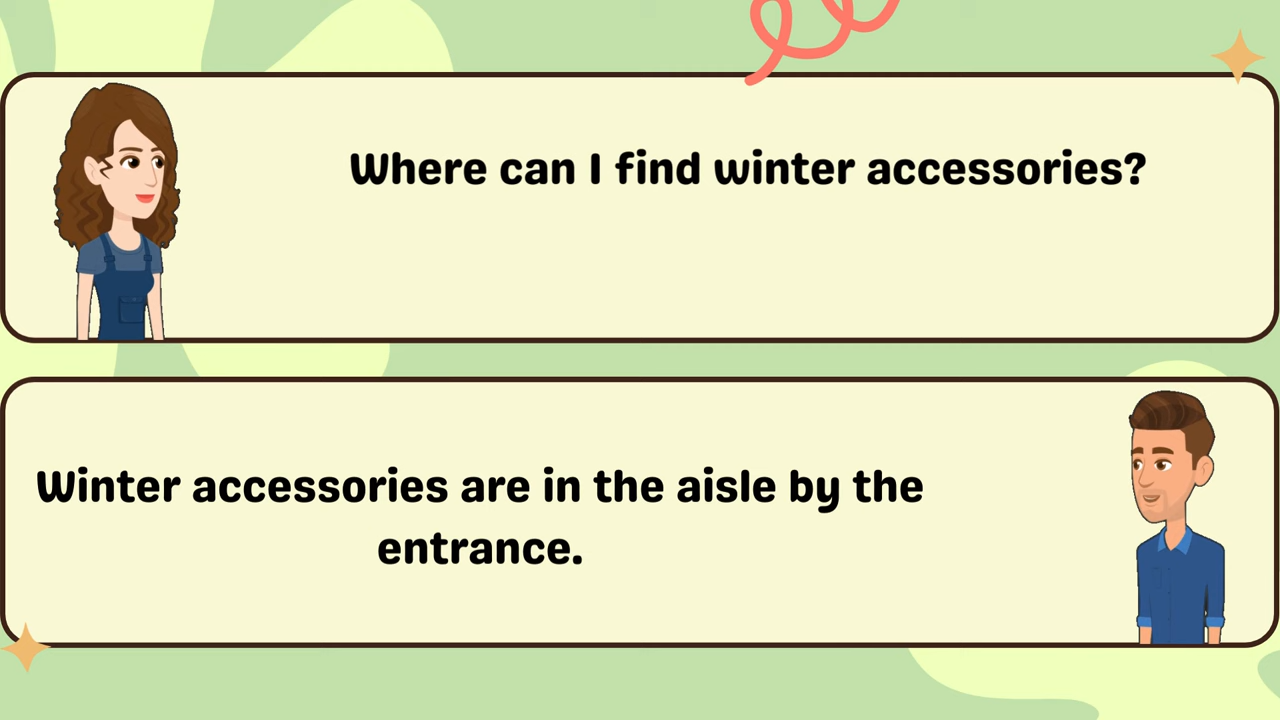 Where can I find winter accessories?
Winter accessories are in the aisle by the
entrance.